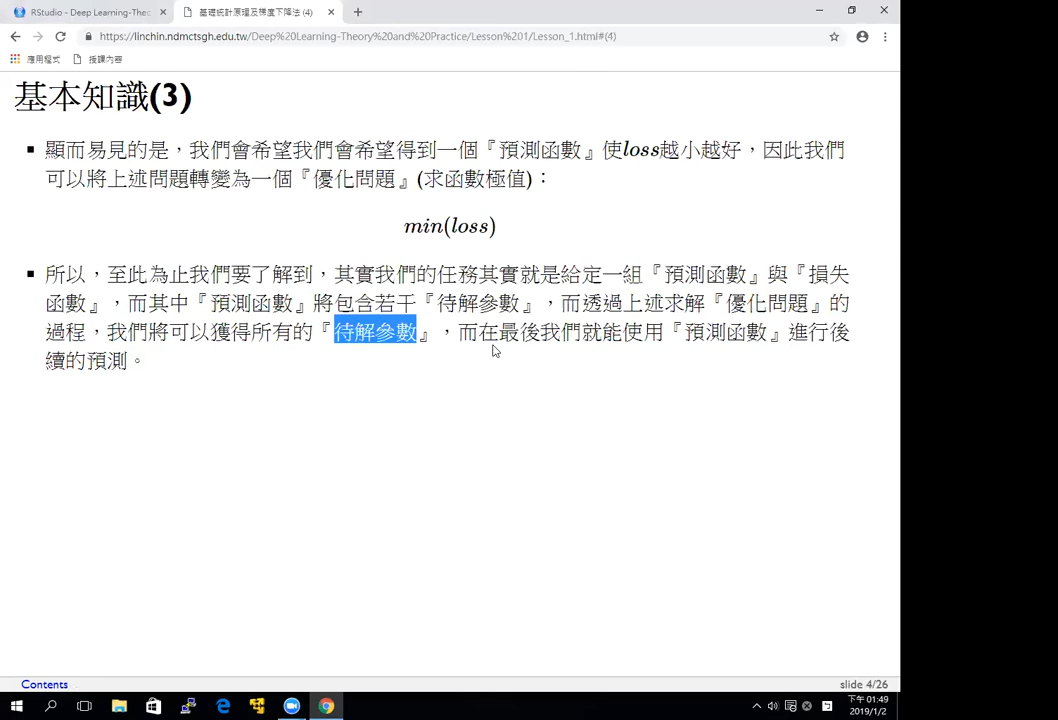 RStudio - Deep Learning-Theo
基礎統計原理及梯度下降法 (4)
https://linchin.ndmctsgh.edu.tw/Deep%20Learning-Theory%20and%20Practice/Lesson%201/Lesson_1.html#(4)
應用程式
授課內容
基本知識(3)
顯而易見的是，我們會希望我們會希望得到一個『預測函數』使loss越小越好，因此我們
可以將上述問題轉變為一個『優化問題』(求函數極值)：
min(loss)
所以，至此為止我們要了解到，其實我們的任務其實就是給定一組『預測函數』與『損失
函數』，而其中『預測函數』將包含若干『待解參數』，而透過上述求解『優化問題』的
過程，我們將可以獲得所有的『待解參數』，而在最後我們就能使用『預測函數』進行後
續的預測。
Contents
slide 4/26
下午 01:49
2019/1/2